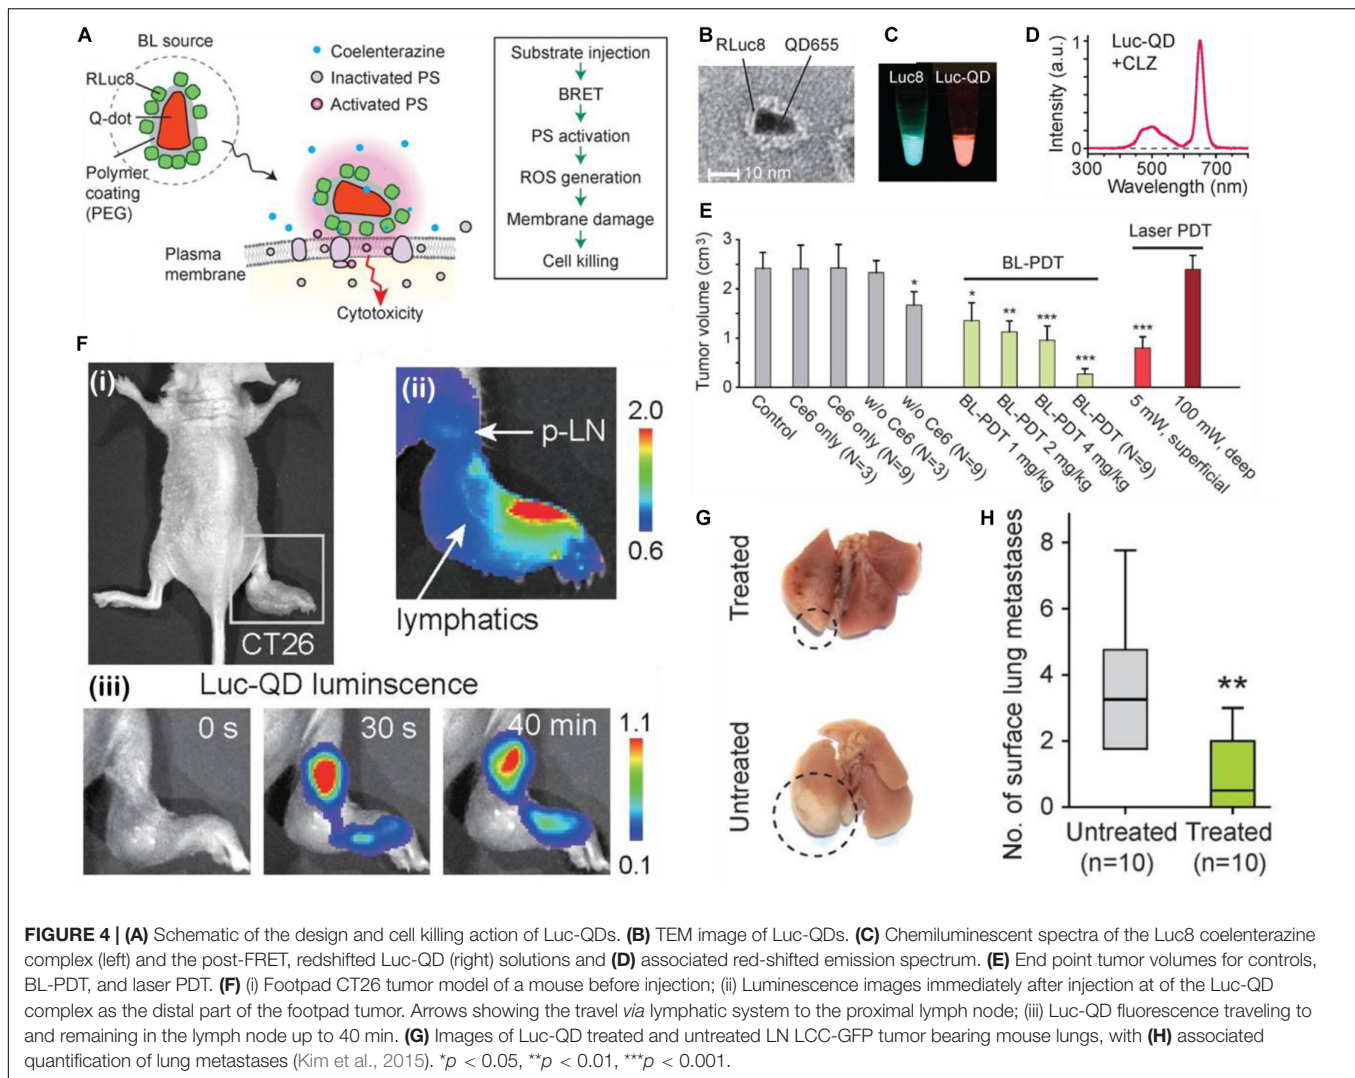 A
BL source
RLuc8
Q-dot
Polymer
coating
(PEG)
Coelenterazine
Inactivated PS
Activated PS
Plasma
membrane
Cytotoxicity
Substrate injection
BRET
PS activation
ROS generation
Membrane damage
Cell killing
B
RLuc8 QD655
10 nm
C
Luc8 Luc-QD
D
Luc-QD
+CLZ
Intensity (a.u.)
1
0
300 500 700
Wavelength (nm)
E
Tumor volume (cm3)
3
2
1
0
BL-PDT
Laser PDT
*
*
**
***
***
***
Control
Ce6 only (N=3)
Ce6 only (N=9)
w/o Ce6 (N=3)
w/o Ce6 (N=9)
BL-PDT 1 mg/kg
BL-PDT 2 mg/kg
BL-PDT 4 mg/kg
BL-PDT (N=9)
5 mW, superficial
100 mW, deep
F
(i)
CT26
(ii)
p-LN
lymphatics
2.0
0.6
(iii) Luc-QD luminscence
0 s
30 s
40 min
1.1
0.1
G
Treated
Untreated
H
No. of surface lung metastases
8
6
4
2
0
**
Untreated
(n=10)
Treated
(n=10)
FIGURE 4 | (A) Schematic of the design and cell killing action of Luc-QDs. (B) TEM image of Luc-QDs. (C) Chemiluminescent spectra of the Luc8 coelenterazine
complex (left) and the post-FRET, redshifted Luc-QD (right) solutions and (D) associated red-shifted emission spectrum. (E) End point tumor volumes for controls,
BL-PDT, and laser PDT. (F) (i) Footpad CT26 tumor model of a mouse before injection; (ii) Luminescence images immediately after injection at of the Luc-QD
complex as the distal part of the footpad tumor. Arrows showing the travel via lymphatic system to the proximal lymph node; (iii) Luc-QD fluorescence traveling to
and remaining in the lymph node up to 40 min. (G) Images of Luc-QD treated and untreated LN LCC-GFP tumor bearing mouse lungs, with (H) associated
quantification of lung metastases (Kim et al., 2015). *p < 0.05, **p < 0.01, ***p < 0.001.